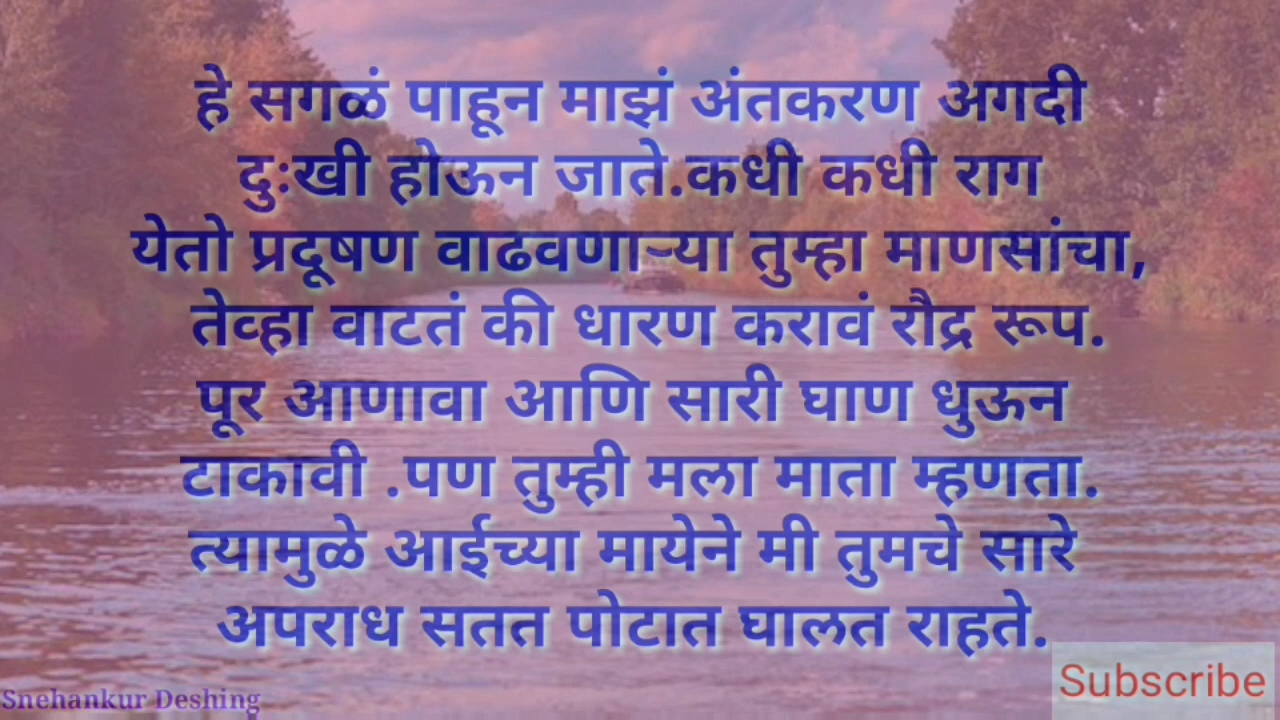 हे सगळं पाहून माझं अंतकरण अगदी
दुःखी होऊन जाते.कधी कधी राग
येतो प्रदूषण वाढवणाऱ्या तुम्हा माणसांचा,
तेव्हा वाटतं की धारण करावं रौद्र रूप.
पूर आणावा आणि सारी घाण धुऊन
टाकावी .पण तुम्ही मला माता म्हणता.
त्यामुळे आईच्या मायेने मी तुमचे सारे
अपराध सतत पोटात घालत राहते.
Subscribe
Snehankur Deshing